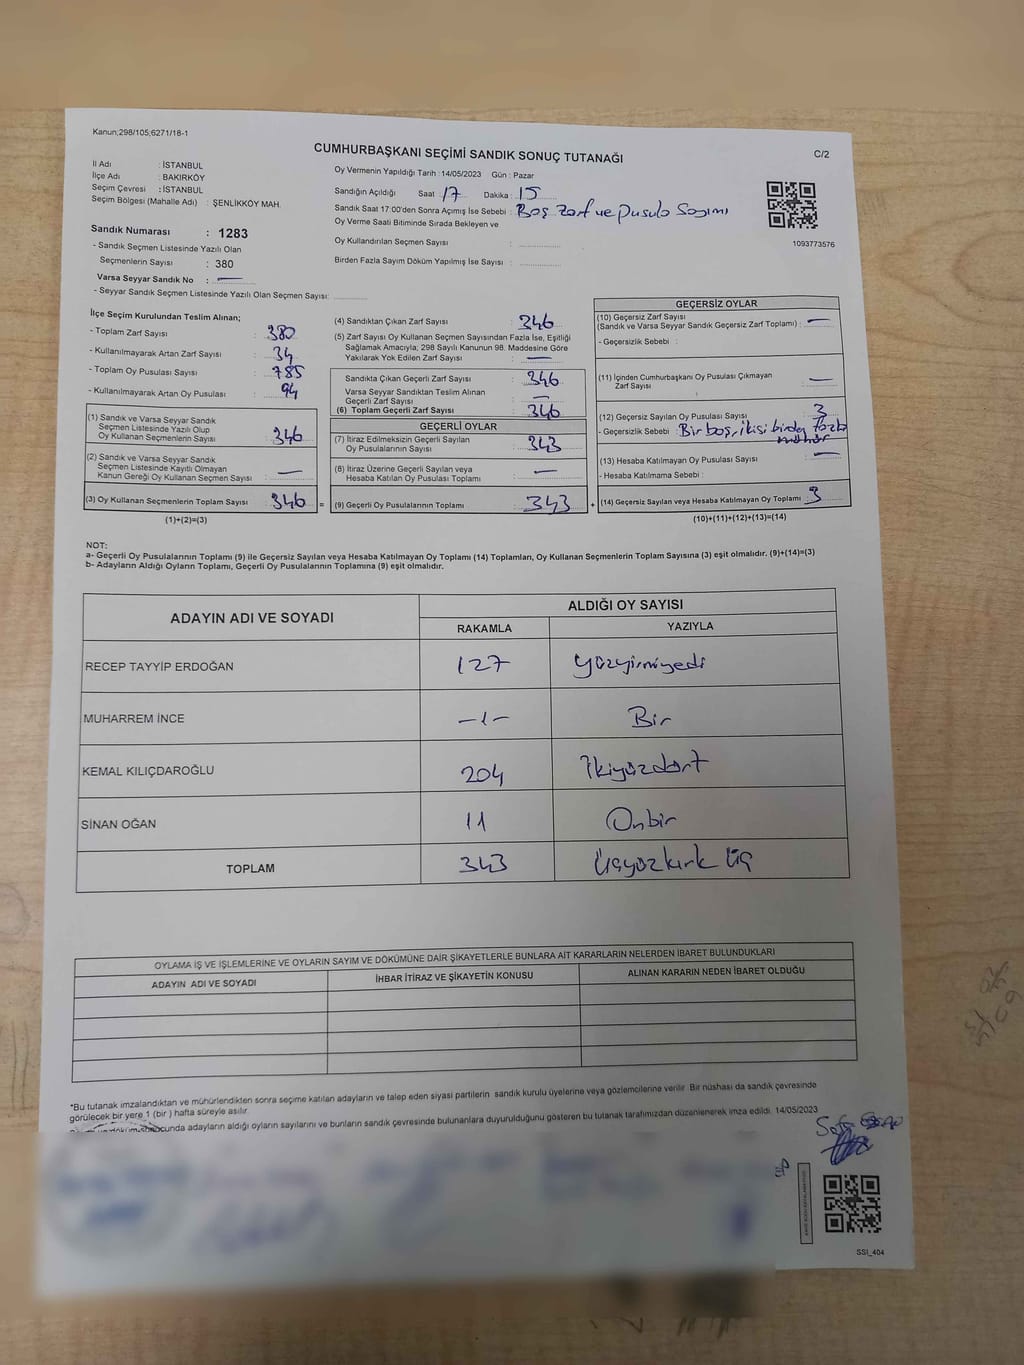 Kanun;298/105;6271/18-1
CUMHURBAŞKANI SEÇİMİ SANDIK SONUÇ TUTANAĞI
C/2
İl Adı : İSTANBUL
İlçe Adı : BAKIRKÖY
Seçim Çevresi : İSTANBUL
Seçim Bölgesi (Mahalle Adı) : ŞENLİKKÖY MAH.
Sandık Numarası : 1283
- Sandık Seçmen Listesinde Yazılı Olan
Seçmenlerin Sayısı : 380
Varsa Seyyar Sandık No : —
- Seyyar Sandık Seçmen Listesinde Yazılı Olan Seçmen Sayısı:
Oy Vermenin Yapıldığı Tarih : 14/05/2023 Gün : Pazar
Sandığın Açıldığı Saat : 17 Dakika : 15
Sandık Saat 17:00'den Sonra Açımış İse Sebebi : Boş Zarf ve Pusula Sayımı
Oy Verme Saati Bitiminde Sırada Bekleyen ve
Oy Kullandırılan Seçmen Sayısı :
Birden Fazla Sayım Döküm Yapılmış İse Sayısı :
1093773576
İlçe Seçim Kurulundan Teslim Alınan;
- Toplam Zarf Sayısı : 380
- Kullanılmayarak Artan Zarf Sayısı : 34
- Toplam Oy Pusulası Sayısı : 785
- Kullanılmayarak Artan Oy Pusulası : 94
(1) Sandık ve Varsa Seyyar Sandık
Seçmen Listesinde Yazılı Olup
Oy Kullanan Seçmenlerin Sayısı : 346
(2) Sandık ve Varsa Seyyar Sandık
Seçmen Listesinde Kayıtlı Olmayan
Kanun Gereği Oy Kullanan Seçmen Sayısı : —
(3) Oy Kullanan Seçmenlerin Toplam Sayısı : 346 =
(1)+(2)=(3)
(4) Sandıktan Çıkan Zarf Sayısı : 346
(5) Zarf Sayısı Oy Kullanan Seçmen Sayısından Fazla İse, Eşitliği
Sağlamak Amacıyla; 298 Sayılı Kanunun 98. Maddesine Göre
Yakılarak Yok Edilen Zarf Sayısı : —
Sandıkta Çıkan Geçerli Zarf Sayısı : 346
Varsa Seyyar Sandıktan Teslim Alınan
Geçerli Zarf Sayısı : —
(6) Toplam Geçerli Zarf Sayısı : 346
GEÇERLİ OYLAR
(7) İtiraz Edilmeksizin Geçerli Sayılan
Oy Pusulalarının Sayısı : 343
(8) İtiraz Üzerine Geçerli Sayılan veya
Hesaba Katılan Oy Pusulası Toplamı : —
(9) Geçerli Oy Pusulalarının Toplamı : 343 +
GEÇERSİZ OYLAR
(10) Geçersiz Zarf Sayısı
(Sandık ve Varsa Seyyar Sandık Geçersiz Zarf Toplamı) : —
- Geçersizlik Sebebi :
(11) İçinden Cumhurbaşkanı Oy Pusulası Çıkmayan
Zarf Sayısı : —
(12) Geçersiz Sayılan Oy Pusulası Sayısı : 3
- Geçersizlik Sebebi : Bir boş, ikisi birden fazla
mühür
(13) Hesaba Katılmayan Oy Pusulası Sayısı : —
- Hesaba Katılmama Sebebi :
(14) Geçersiz Sayılan veya Hesaba Katılmayan Oy Toplamı : 3
(10)+(11)+(12)+(13)=(14)
NOT:
a- Geçerli Oy Pusulalarının Toplamı (9) ile Geçersiz Sayılan veya Hesaba Katılmayan Oy Toplamı (14) Toplamları, Oy Kullanan Seçmenlerin Toplam Sayısına (3) eşit olmalıdır. (9)+(14)=(3)
b- Adayların Aldığı Oyların Toplamı, Geçerli Oy Pusulalarının Toplamına (9) eşit olmalıdır.
ADAYIN ADI VE SOYADI
ALDIĞI OY SAYISI
RAKAMLA YAZIYLA
RECEP TAYYİP ERDOĞAN 127 Yüzyirmiyedi
MUHARREM İNCE —1— Bir
KEMAL KILIÇDAROĞLU 204 İkiyüzdört
SİNAN OĞAN 11 Onbir
TOPLAM 343 Üçyüzkırk üç
OYLAMA İŞ VE İŞLEMLERİNE VE OYLARIN SAYIM VE DÖKÜMÜNE DAİR ŞİKAYETLERLE BUNLARA AİT KARARLARIN NELERDEN İBARET BULUNDUKLARI
ADAYIN ADI VE SOYADI İHBAR İTİRAZ VE ŞİKAYETİN KONUSU ALINAN KARARIN NEDEN İBARET OLDUĞU
*Bu tutanak imzalandıktan ve mühürlendikten sonra seçime katılan adayların ve talep eden siyasi partilerin sandık kurulu üyelerine veya gözlemcilerine verilir. Bir nüshası da sandık çevresinde
görülecek bir yere 1 (bir) hafta süreyle asılır.
adayların aldığı oyların sayılarını ve bunların sandık çevresinde bulunanlara duyurulduğunu gösteren bu tutanak tarafımızdan düzenlenerek imza edildi. 14/05/2023
SSI_404